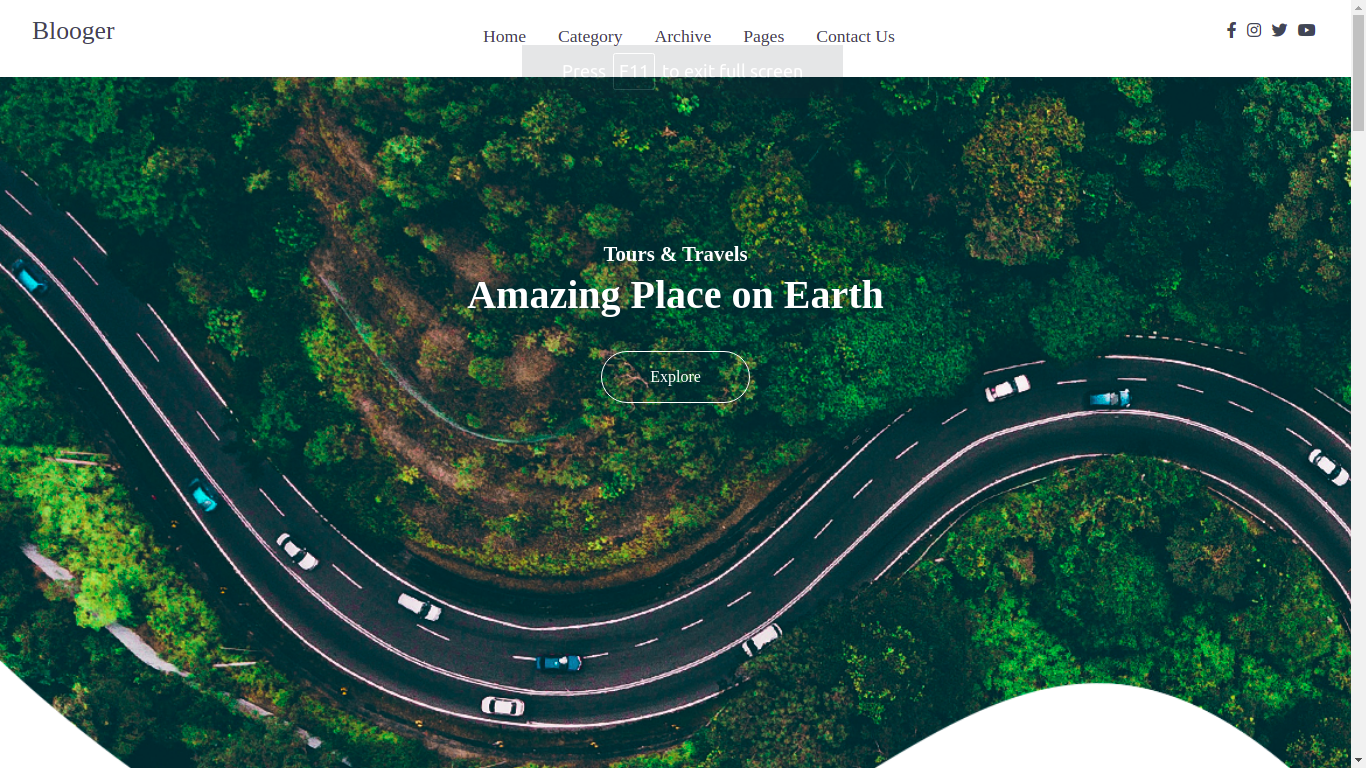 Blooger
Home Category Archive Pages Contact Us
Press F11 to exit full screen
Tours & Travels
Amazing Place on Earth
Explore